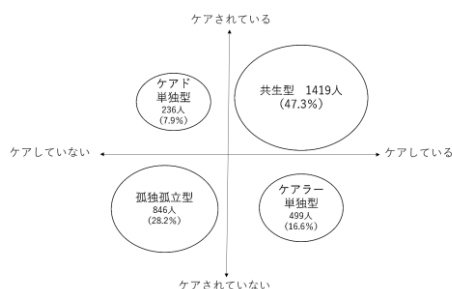 ケアされている
ケアド
単独型
236人
(7.9%)
共生型 1419人
(47.3%)
ケアしていない
ケアしている
孤独孤立型
846人
(28.2%)
ケアラー
単独型
499人
(16.6%)
ケアされていない